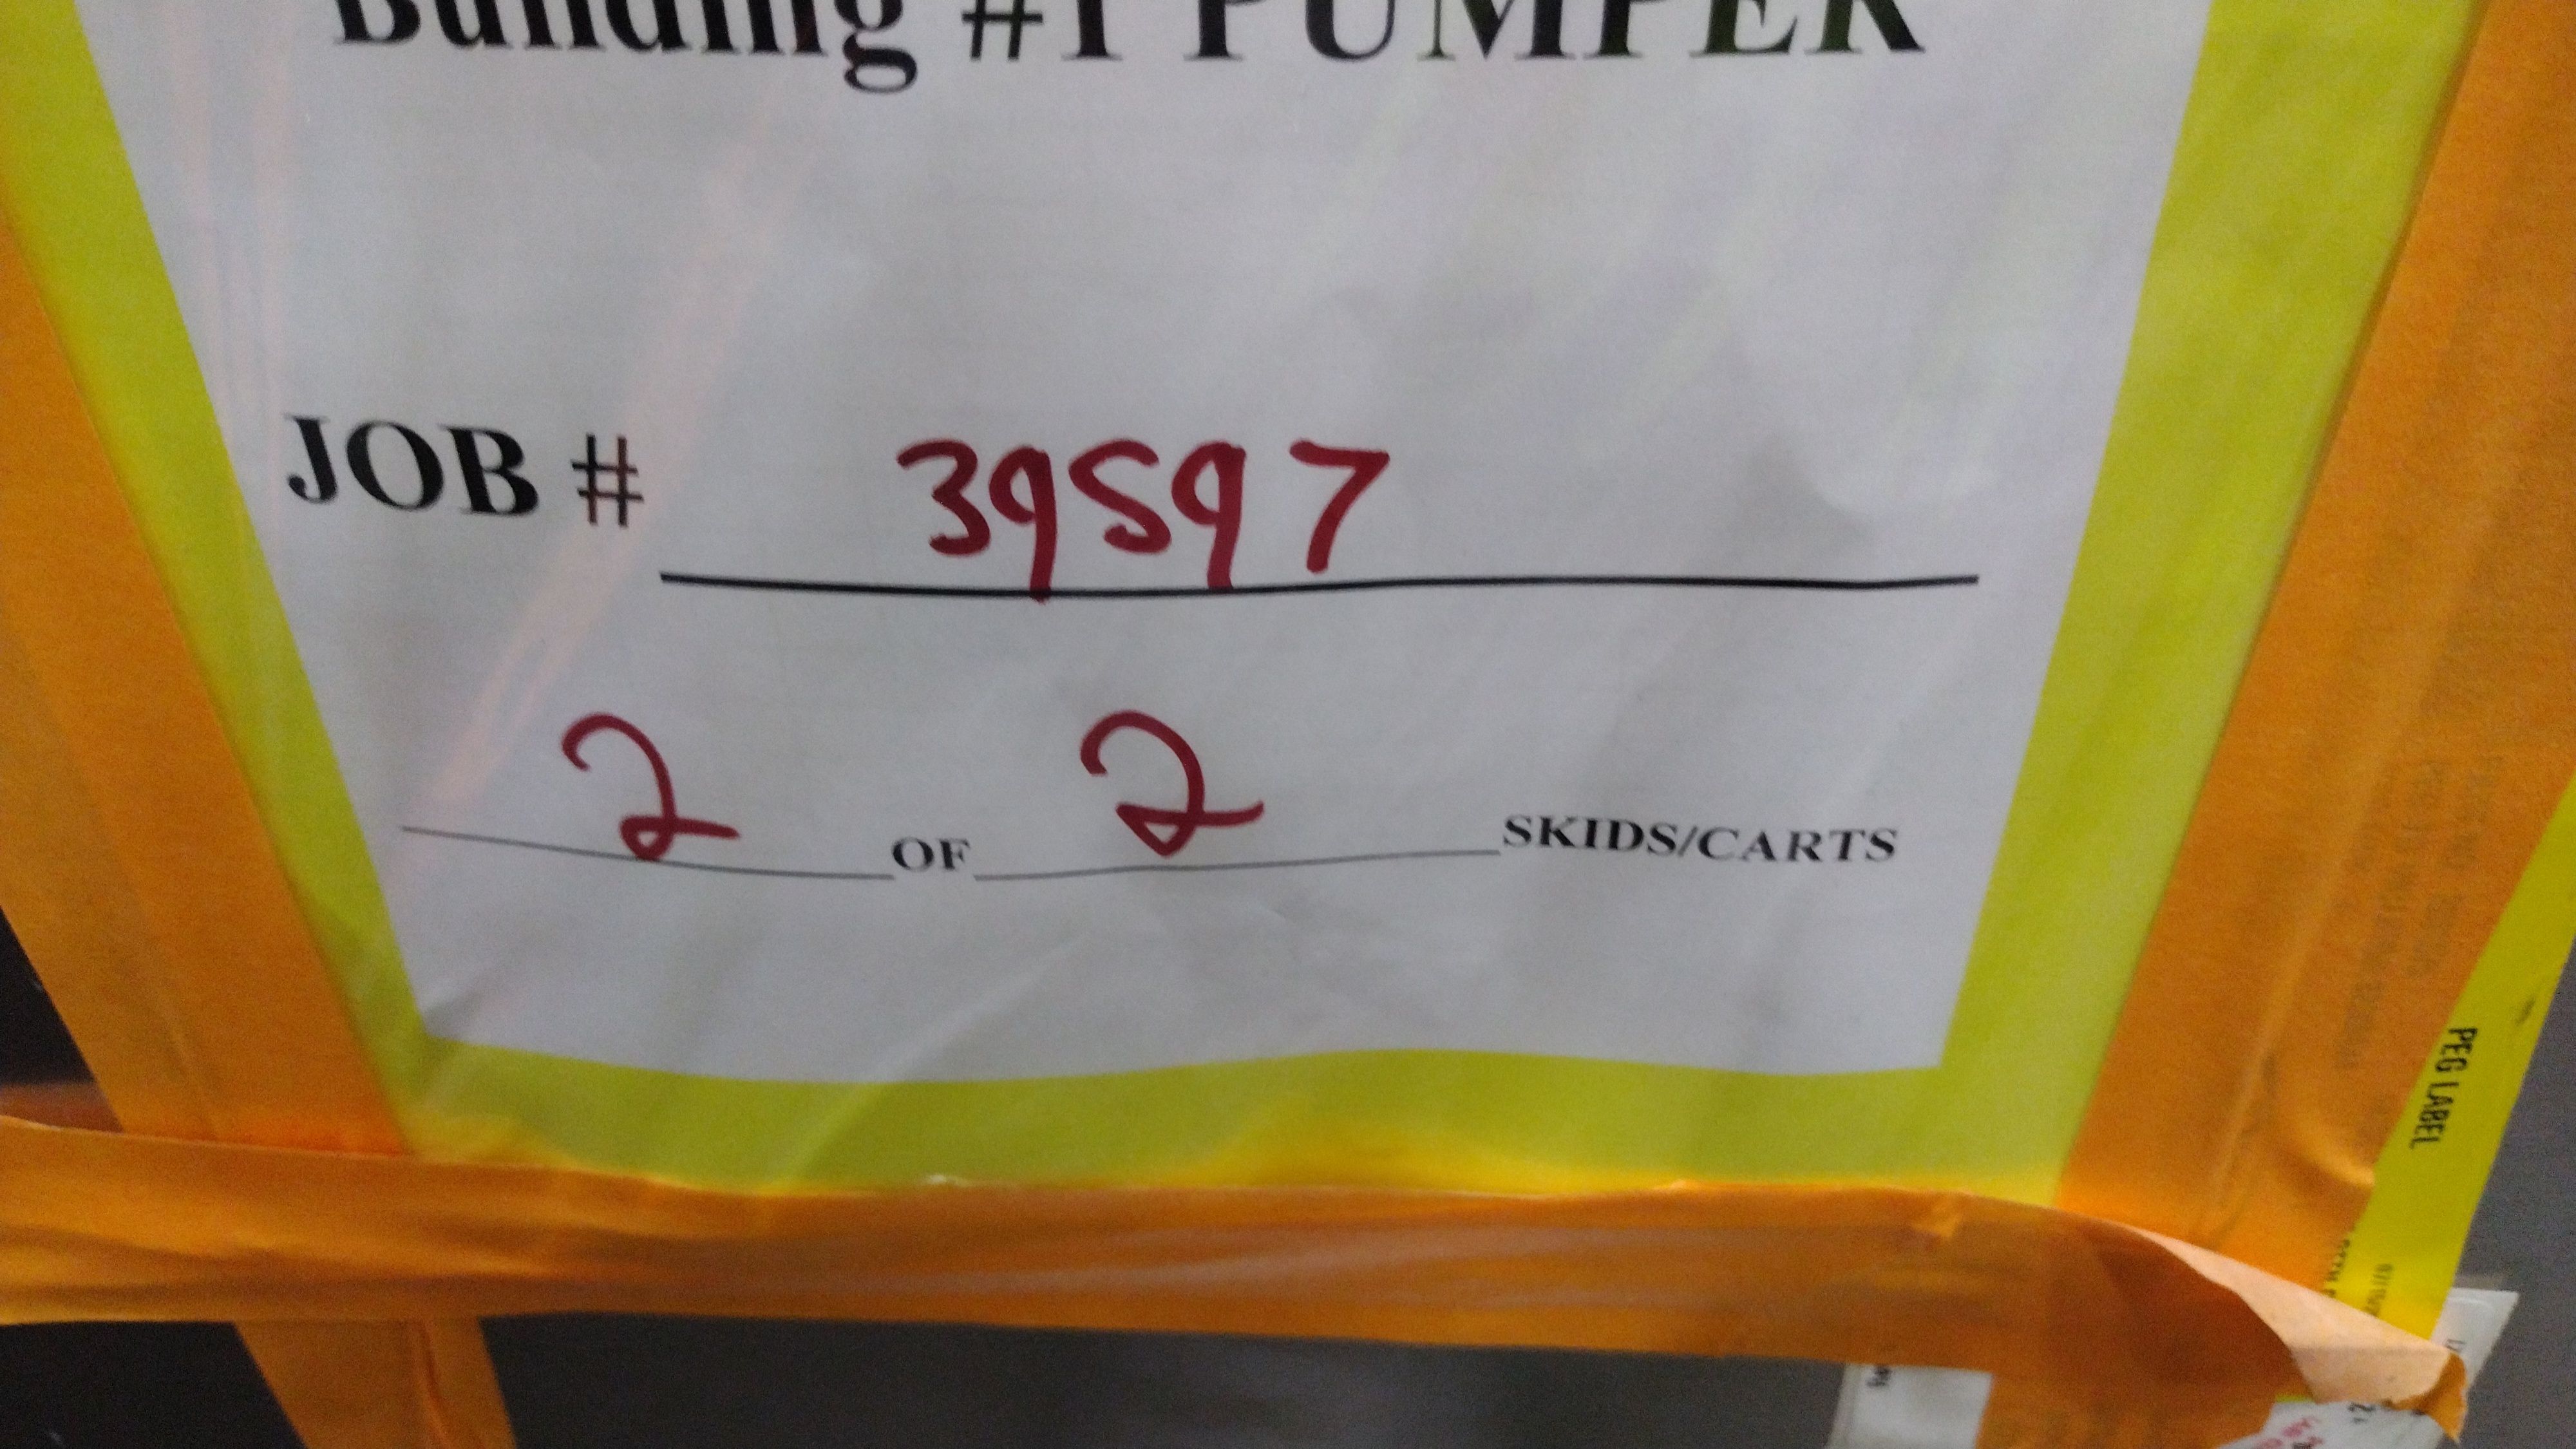 Building #1 PUMPER
JOB # 39597
2 OF 2 SKIDS/CARTS
PEG LABEL